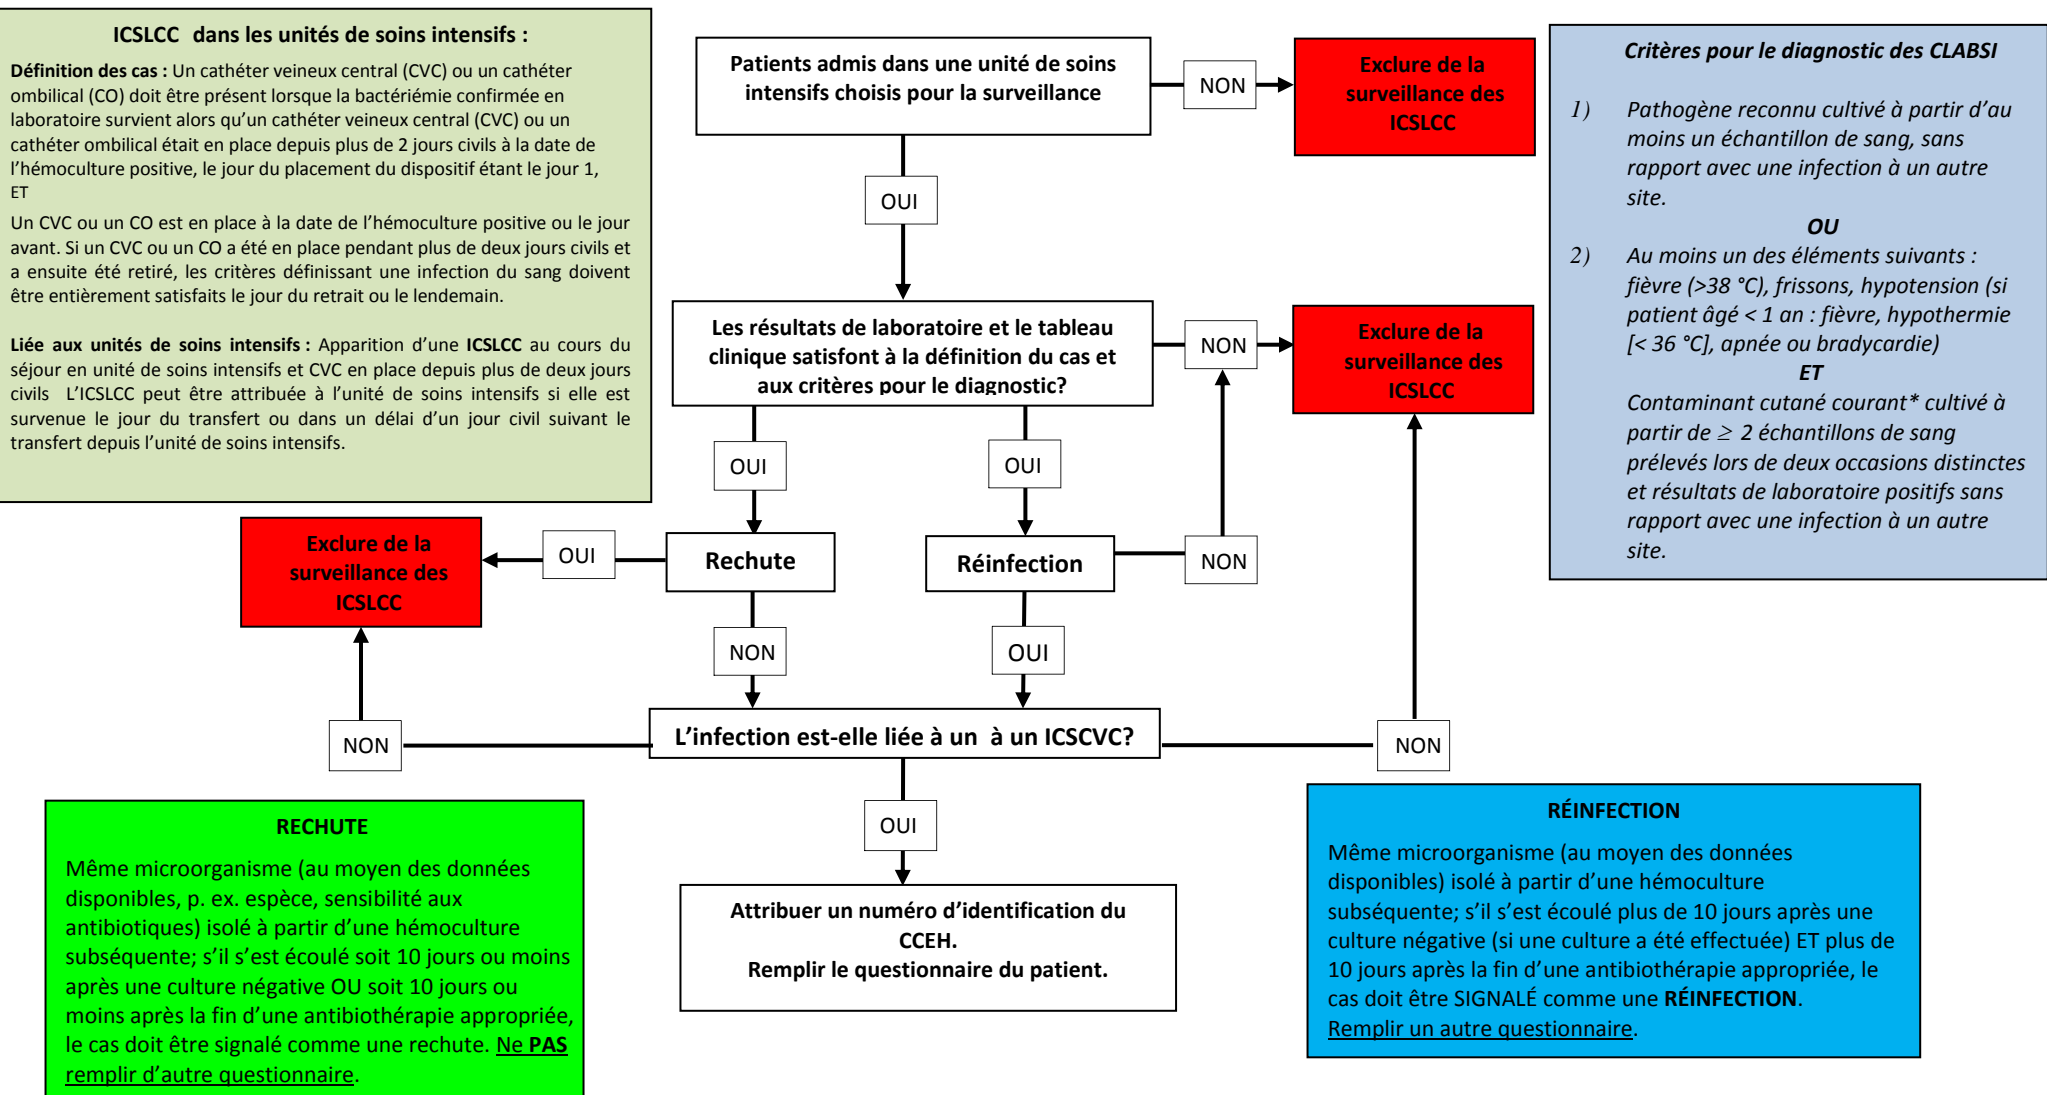 ICSLCC dans les unités de soins intensifs :
Définition des cas : Un cathéter veineux central (CVC) ou un cathéter
ombilical (CO) doit être présent lorsque la bactériémie confirmée en
laboratoire survient alors qu’un cathéter veineux central (CVC) ou un
cathéter ombilical était en place depuis plus de 2 jours civils à la date de
l’hémoculture positive, le jour du placement du dispositif étant le jour 1,
ET
Un CVC ou un CO est en place à la date de l’hémoculture positive ou le jour
avant. Si un CVC ou un CO a été en place pendant plus de deux jours civils et
a ensuite été retiré, les critères définissant une infection du sang doivent
être entièrement satisfaits le jour du retrait ou le lendemain.
Liée aux unités de soins intensifs : Apparition d’une ICSLCC au cours du
séjour en unité de soins intensifs et CVC en place depuis plus de deux jours
civils L’ICSLCC peut être attribuée à l’unité de soins intensifs si elle est
survenue le jour du transfert ou dans un délai d’un jour civil suivant le
transfert depuis l’unité de soins intensifs.
Patients admis dans une unité de soins
intensifs choisis pour la surveillance
NON
Exclure de la
surveillance des
ICSLCC
OUI
Critères pour le diagnostic des CLABSI
1) Pathogène reconnu cultivé à partir d’au
moins un échantillon de sang, sans
rapport avec une infection à un autre
site.
OU
2) Au moins un des éléments suivants :
fièvre (>38 °C), frissons, hypotension (si
patient âgé < 1 an : fièvre, hypothermie
[< 36 °C], apnée ou bradycardie)
ET
Contaminant cutané courant* cultivé à
partir de ≥ 2 échantillons de sang
prélevés lors de deux occasions distinctes
et résultats de laboratoire positifs sans
rapport avec une infection à un autre
site.
Les résultats de laboratoire et le tableau
clinique satisfont à la définition du cas et
aux critères pour le diagnostic?
NON
Exclure de la
surveillance des
ICSLCC
OUI
OUI
Exclure de la
surveillance des
ICSLCC
OUI
Rechute
Réinfection
NON
NON
OUI
NON
L’infection est-elle liée à un à un ICSCVC?
NON
OUI
Attribuer un numéro d’identification du
CCEH.
Remplir le questionnaire du patient.
RECHUTE
Même microorganisme (au moyen des données
disponibles, p. ex. espèce, sensibilité aux
antibiotiques) isolé à partir d’une hémoculture
subséquente; s’il s’est écoulé soit 10 jours ou moins
après une culture négative OU soit 10 jours ou
moins après la fin d’une antibiothérapie appropriée,
le cas doit être signalé comme une rechute. Ne PAS
remplir d’autre questionnaire.
RÉINFECTION
Même microorganisme (au moyen des données
disponibles) isolé à partir d’une hémoculture
subséquente; s’il s’est écoulé plus de 10 jours après une
culture négative (si une culture a été effectuée) ET plus de
10 jours après la fin d’une antibiothérapie appropriée, le
cas doit être SIGNALÉ comme une RÉINFECTION.
Remplir un autre questionnaire.